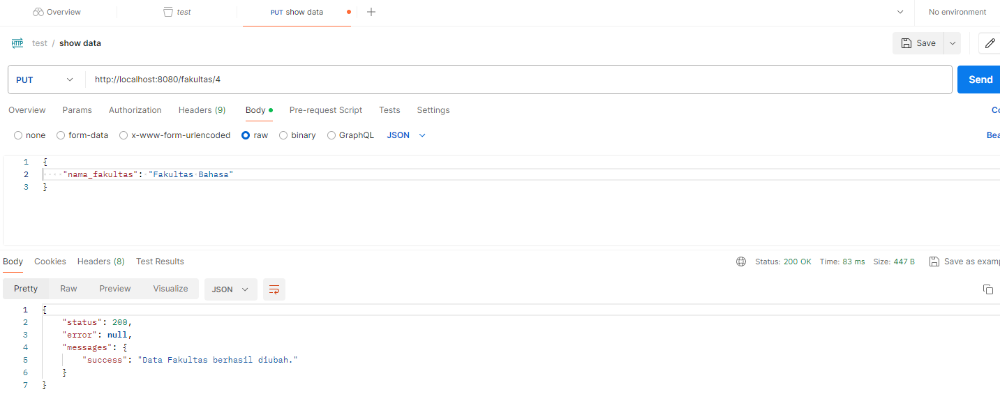 Overview test PUT show data No environment
HTTP test / show data Save
PUT http://localhost:8080/fakultas/4 Send
Overview Params Authorization Headers (9) Body Pre-request Script Tests Settings
none form-data x-www-form-urlencoded raw binary GraphQL JSON
1 {
2 "nama_fakultas": "Fakultas Bahasa"
3 }
Body Cookies Headers (8) Test Results Status: 200 OK Time: 83 ms Size: 447 B Save as examp
Pretty Raw Preview Visualize JSON
1 {
2 "status": 200,
3 "error": null,
4 "messages": {
5 "success": "Data Fakultas berhasil diubah."
6 }
7 }